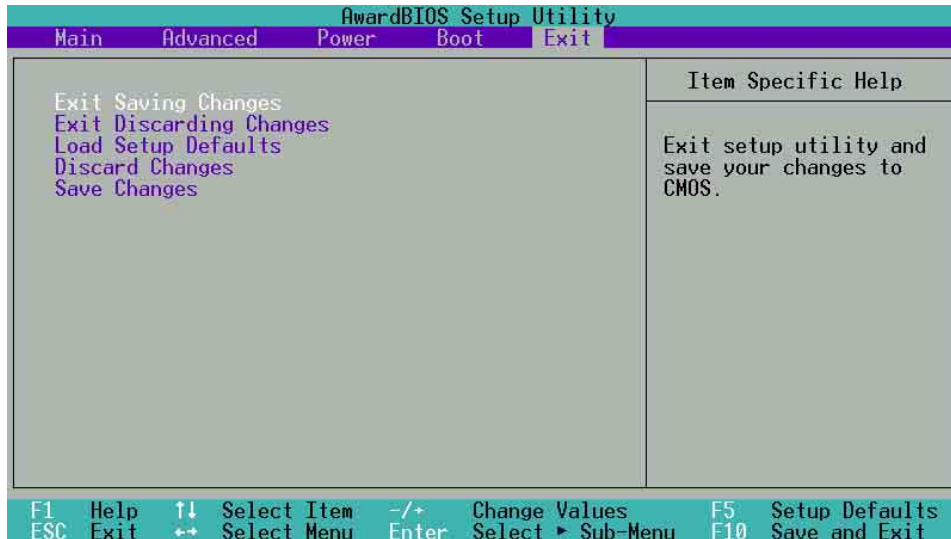 AwardBIOS Setup Utility
Main Advanced Power Boot Exit
Exit Saving Changes
Exit Discarding Changes
Load Setup Defaults
Discard Changes
Save Changes
Item Specific Help
Exit setup utility and
save your changes to
CMOS.
F1 Help ↑↓ Select Item -/+ Change Values F5 Setup Defaults
ESC Exit ←→ Select Menu Enter Select ► Sub-Menu F10 Save and Exit